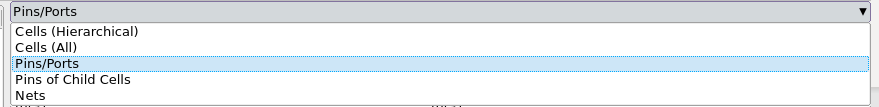 Pins/Ports
Cells (Hierarchical)
Cells (All)
Pins/Ports
Pins of Child Cells
Nets